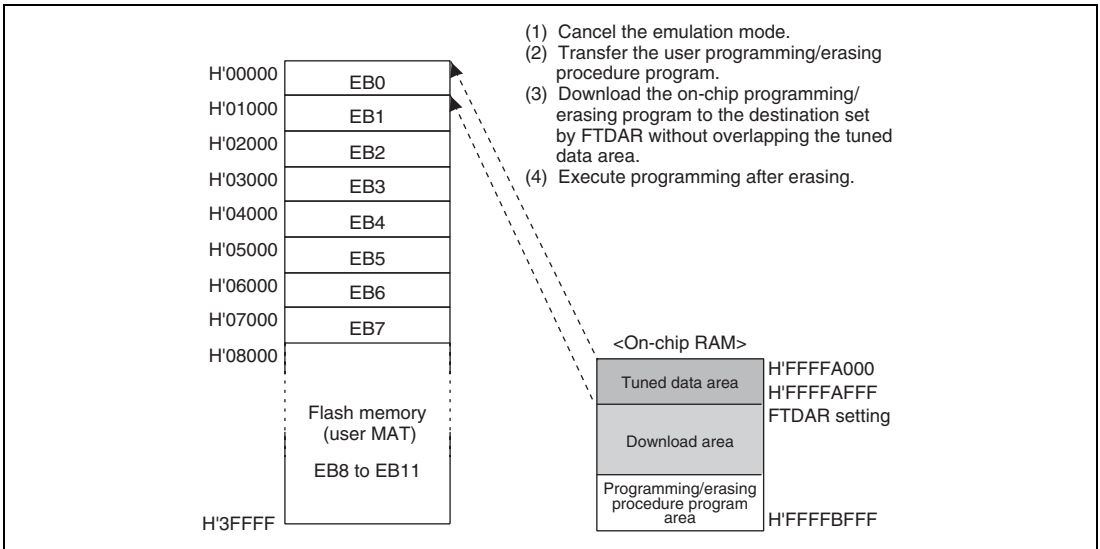 (1) Cancel the emulation mode.
(2) Transfer the user programming/erasing
procedure program.
(3) Download the on-chip programming/
erasing program to the destination set
by FTDAR without overlapping the tuned
data area.
(4) Execute programming after erasing.
H'00000
EB0
H'01000
EB1
H'02000
EB2
H'03000
EB3
H'04000
EB4
H'05000
EB5
H'06000
EB6
H'07000
EB7
H'08000
Flash memory
(user MAT)
EB8 to EB11
H'3FFFF
<On-chip RAM>
H'FFFFA000
Tuned data area
H'FFFFAFFF
FTDAR setting
Download area
Programming/erasing
procedure program
area
H'FFFFBFFF